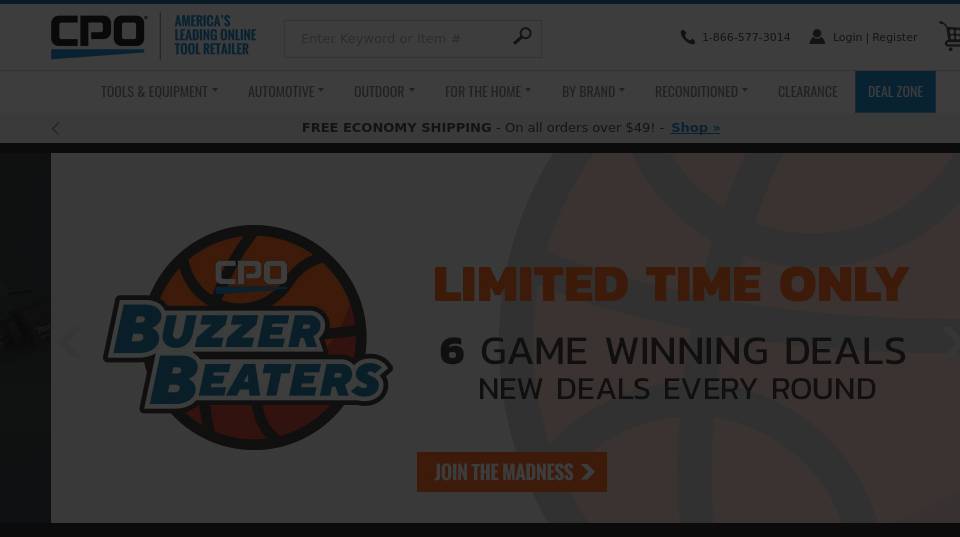 CPO
AMERICA'S
LEADING ONLINE
TOOL RETAILER
Enter Keyword or Item #
1-866-577-3014
Login | Register
TOOLS & EQUIPMENT
AUTOMOTIVE
OUTDOOR
FOR THE HOME
BY BRAND
RECONDITIONED
CLEARANCE
DEAL ZONE
FREE ECONOMY SHIPPING - On all orders over $49! - Shop »
CPO
BUZZER
BEATERS
LIMITED TIME ONLY
6 GAME WINNING DEALS
NEW DEALS EVERY ROUND
JOIN THE MADNESS